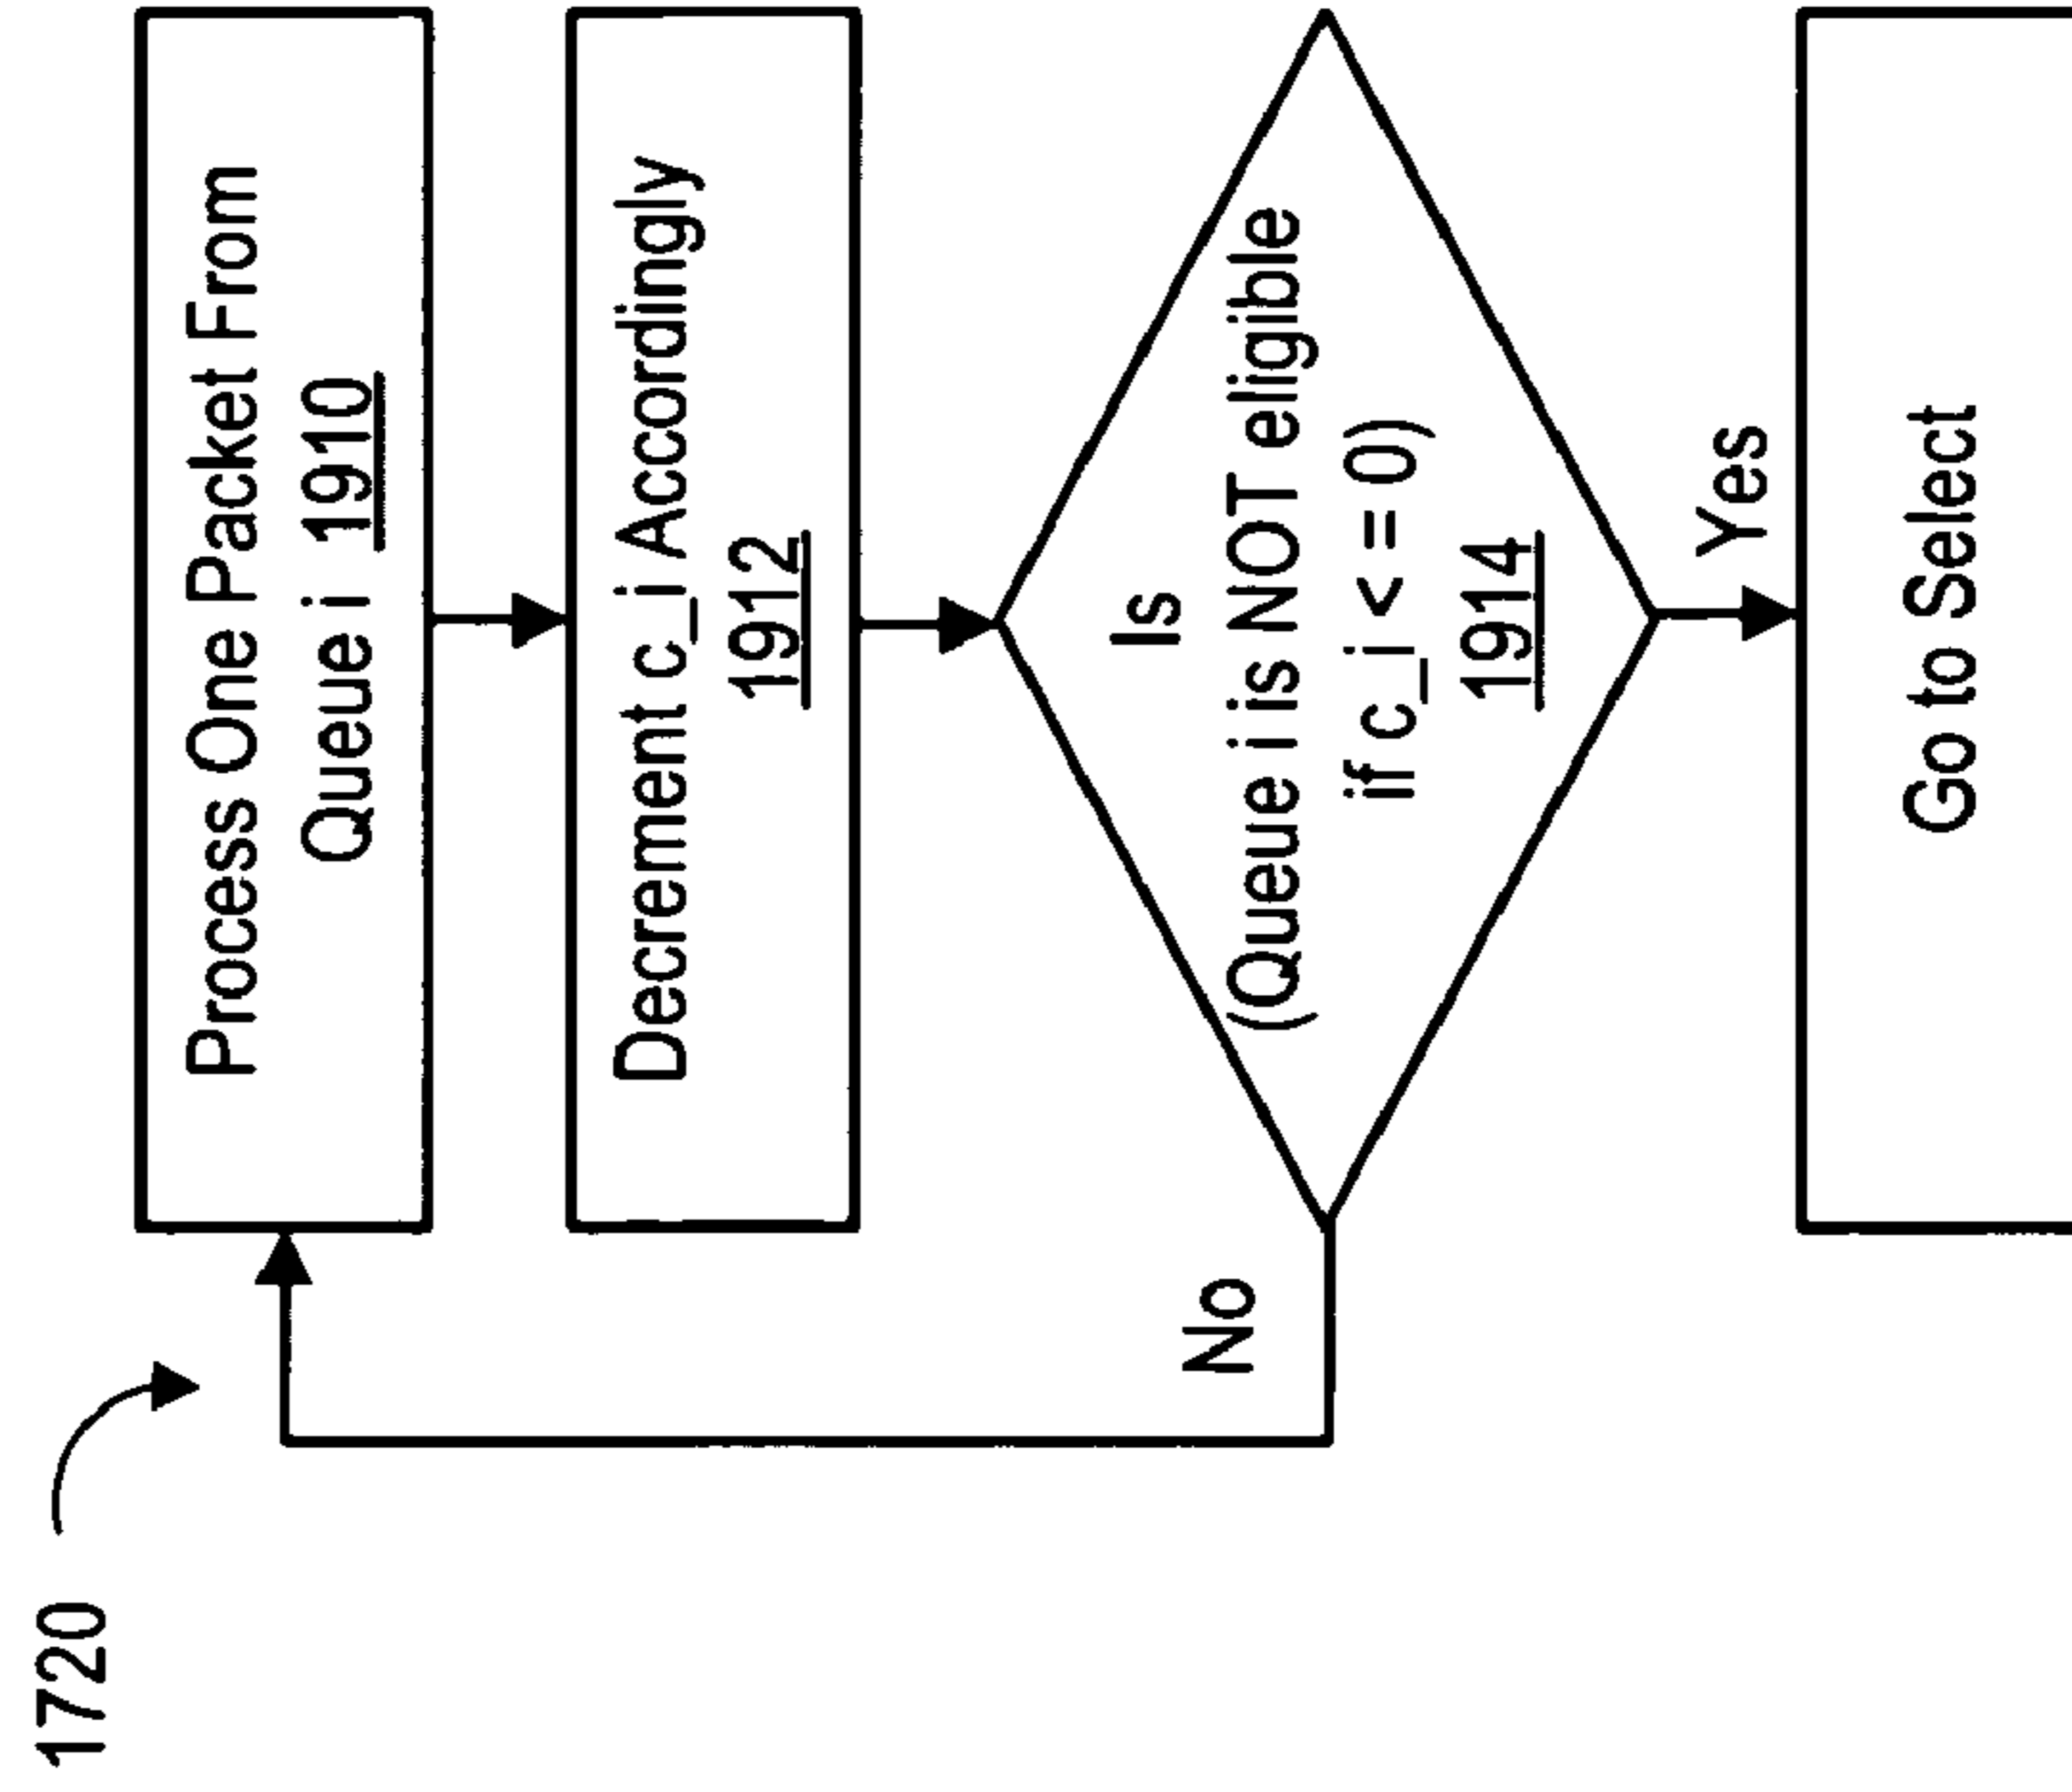 1720
Process One Packet From
Queue i 1910
Decrement c_i Accordingly
1912
Is
(Queue i is NOT eligible
if c_i < = 0)
1914
No
Yes
Go to Select